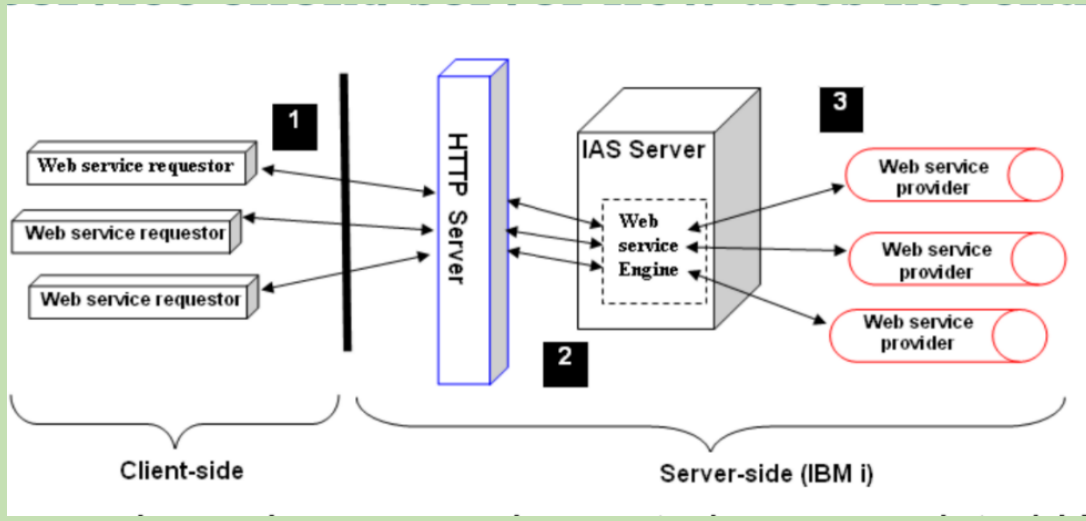 1
3
2
Web service requestor
Web service requestor
Web service requestor
HTTP Server
IAS Server
Web
service
Engine
Web service
provider
Web service
provider
Web service
provider
Client-side
Server-side (IBM i)